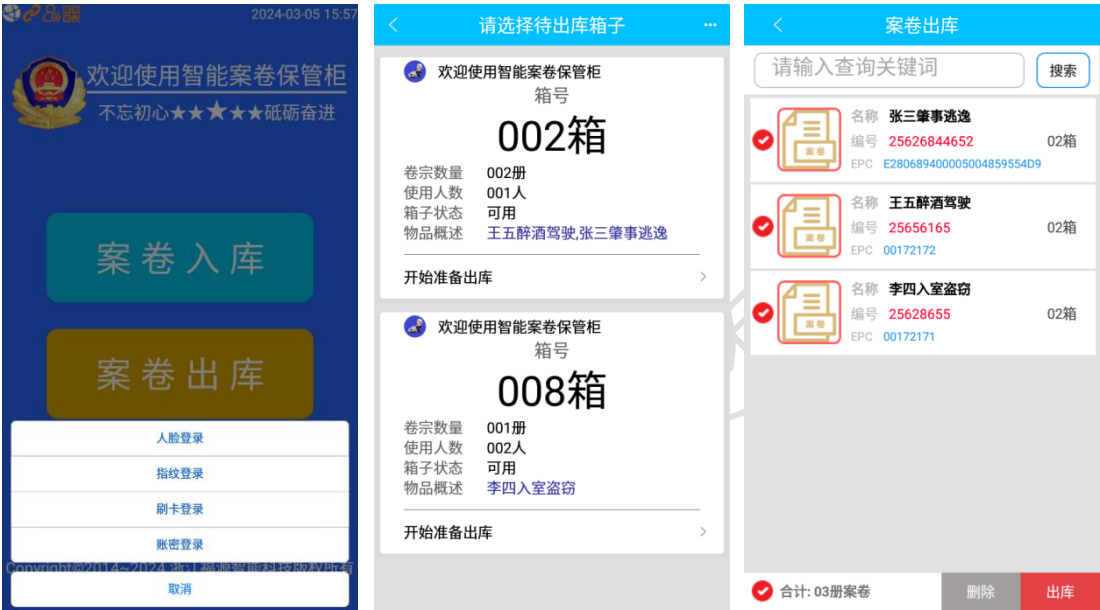 2024-03-05 15:57
欢迎使用智能案卷保管柜
不忘初心★★★★★砥砺奋进
案卷入库
案卷出库
人脸登录
指纹登录
刷卡登录
账密登录
取消
请选择待出库箱子
欢迎使用智能案卷保管柜
箱号
002箱
卷宗数量 002册
使用人数 001人
箱子状态 可用
物品概述 王五醉酒驾驶,张三肇事逃逸
开始准备出库
欢迎使用智能案卷保管柜
箱号
008箱
卷宗数量 001册
使用人数 002人
箱子状态 可用
物品概述 李四入室盗窃
开始准备出库
案卷出库
请输入查询关键词 搜索
名称 张三肇事逃逸
案卷
编号 25626844652 02箱
EPC E280689400005004859554D9
名称 王五醉酒驾驶
案卷
编号 25656165 02箱
EPC 00172172
名称 李四入室盗窃
案卷
编号 25628655 02箱
EPC 00172171
合计: 03册案卷 删除 出库